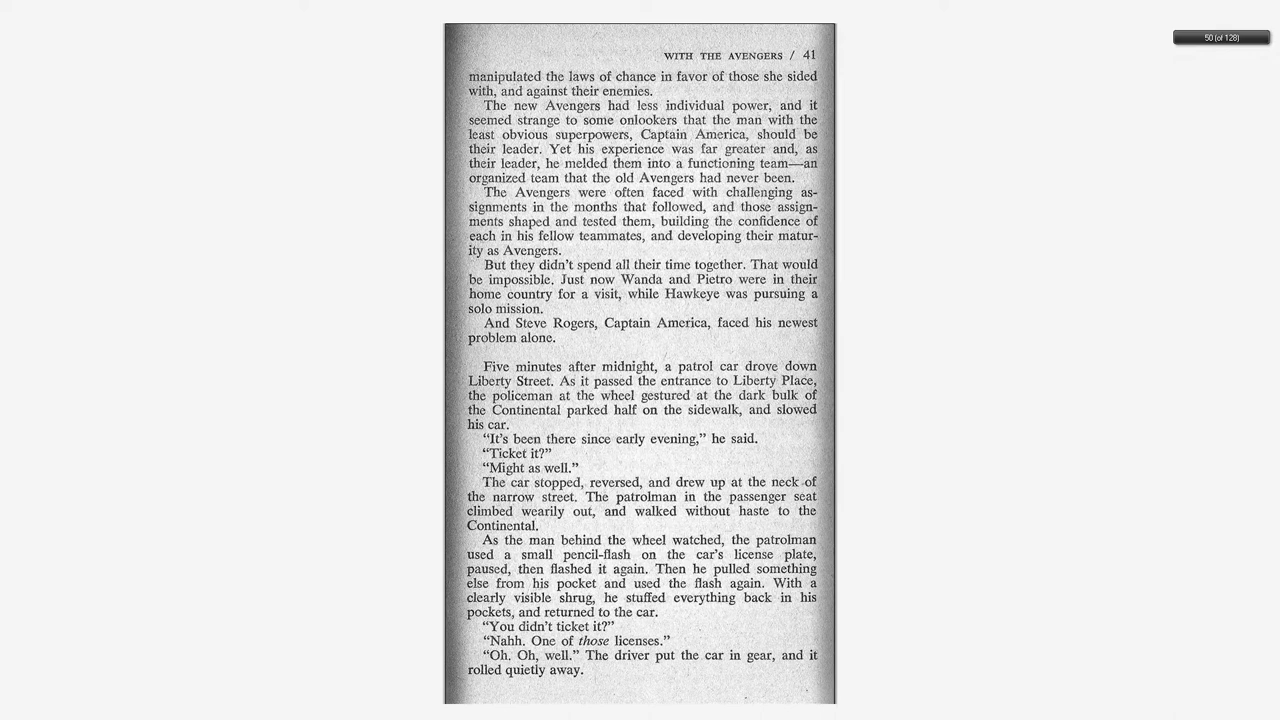 50 (of 128)
WITH THE AVENGERS / 41
manipulated the laws of chance in favor of those she sided
with, and against their enemies.
The new Avengers had less individual power, and it
seemed strange to some onlookers that the man with the
least obvious superpowers, Captain America, should be
their leader. Yet his experience was far greater and, as
their leader, he melded them into a functioning team—an
organized team that the old Avengers had never been.
The Avengers were often faced with challenging as-
signments in the months that followed, and those assign-
ments shaped and tested them, building the confidence of
each in his fellow teammates, and developing their matur-
ity as Avengers.
But they didn't spend all their time together. That would
be impossible. Just now Wanda and Pietro were in their
home country for a visit, while Hawkeye was pursuing a
solo mission.
And Steve Rogers, Captain America, faced his newest
problem alone.
Five minutes after midnight, a patrol car drove down
Liberty Street. As it passed the entrance to Liberty Place,
the policeman at the wheel gestured at the dark bulk of
the Continental parked half on the sidewalk, and slowed
his car.
“It's been there since early evening,” he said.
“Ticket it?”
“Might as well.”
The car stopped, reversed, and drew up at the neck of
the narrow street. The patrolman in the passenger seat
climbed wearily out, and walked without haste to the
Continental.
As the man behind the wheel watched, the patrolman
used a small pencil-flash on the car's license plate,
paused, then flashed it again. Then he pulled something
else from his pocket and used the flash again. With a
clearly visible shrug, he stuffed everything back in his
pockets, and returned to the car.
“You didn't ticket it?”
“Nahh. One of those licenses.”
“Oh. Oh, well.” The driver put the car in gear, and it
rolled quietly away.